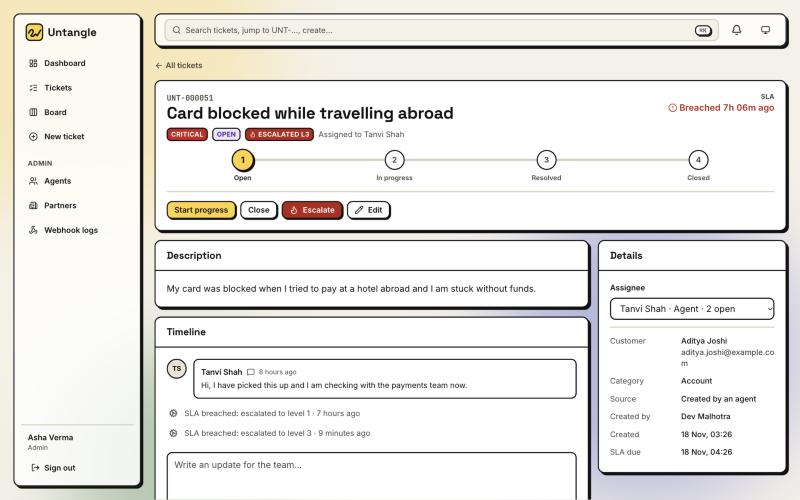 Untangle
Dashboard
Tickets
Board
New ticket
ADMIN
Agents
Partners
Webhook logs
Asha Verma
Admin
Sign out
Search tickets, jump to UNT-..., create...
⌘K
← All tickets
UNT-000051
Card blocked while travelling abroad
CRITICAL OPEN ESCALATED L3 Assigned to Tanvi Shah
SLA
Breached 7h 06m ago
1 2 3 4
Open In progress Resolved Closed
Start progress Close Escalate Edit
Description
My card was blocked when I tried to pay at a hotel abroad and I am stuck without funds.
Timeline
TS
Tanvi Shah 8 hours ago
Hi, I have picked this up and I am checking with the payments team now.
SLA breached: escalated to level 1 · 7 hours ago
SLA breached: escalated to level 3 · 9 minutes ago
Write an update for the team...
Details
Assignee
Tanvi Shah · Agent · 2 open
Customer Aditya Joshi
aditya.joshi@example.co
m
Category Account
Source Created by an agent
Created by Dev Malhotra
Created 18 Nov, 03:26
SLA due 18 Nov, 04:26